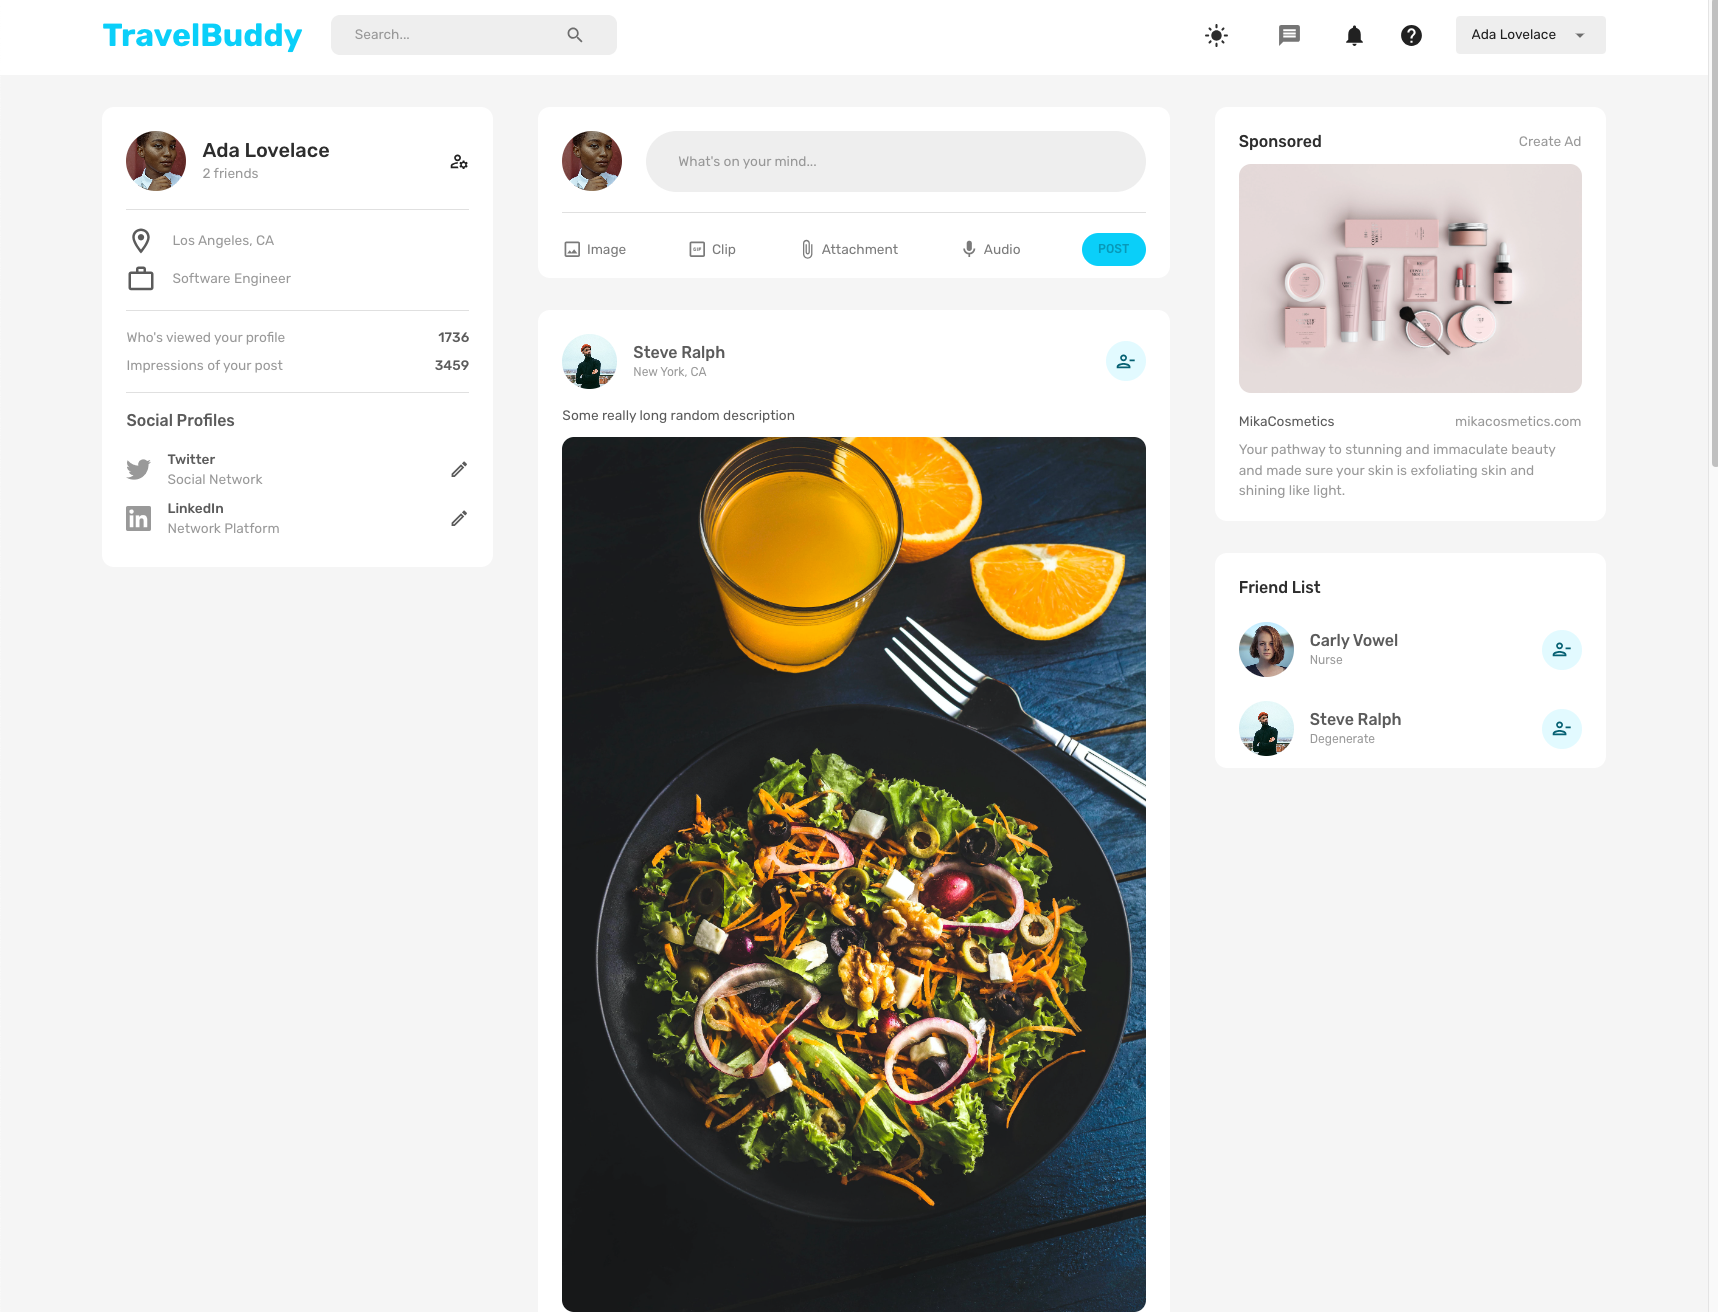 TravelBuddy
Search...
Ada Lovelace
Ada Lovelace
2 friends
Los Angeles, CA
Software Engineer
Who's viewed your profile 1736
Impressions of your post 3459
Social Profiles
Twitter
Social Network
LinkedIn
Network Platform
What's on your mind...
Image
GIF
Clip
Attachment
Audio
POST
Steve Ralph
New York, CA
Some really long random description
Sponsored
Create Ad
MikaCosmetics
mikacosmetics.com
Your pathway to stunning and immaculate beauty
and made sure your skin is exfoliating skin and
shining like light.
Friend List
Carly Vowel
Nurse
Steve Ralph
Degenerate